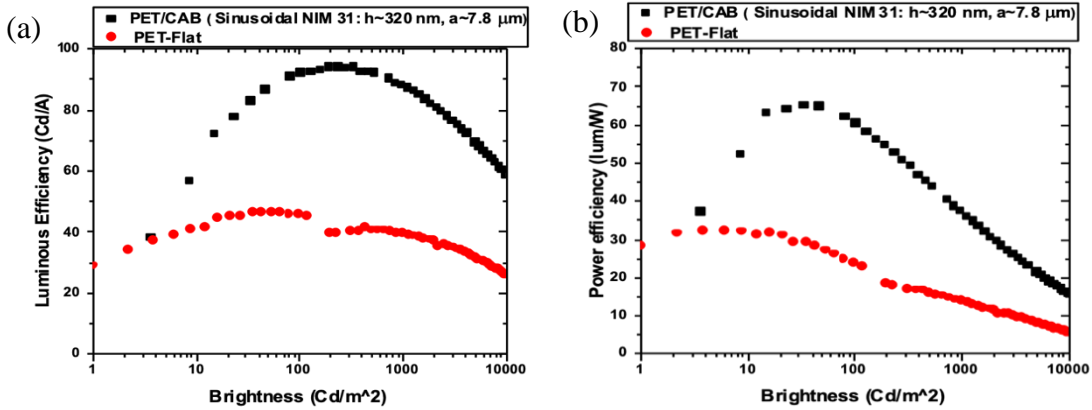 (a)
PET/CAB ( Sinusoidal NIM 31: h~320 nm, a~7.8 μm)
PET-Flat
100
80
60
40
20
0
Luminous Efficiency (Cd/A)
1 10 100 1000 10000
Brightness (Cd/m^2)
(b)
PET/CAB ( Sinusoidal NIM 31: h~320 nm, a~7.8 μm)
PET-Flat
80
70
60
50
40
30
20
10
0
Power efficiency (lum/W)
1 10 100 1000 10000
Brightness (Cd/m^2)